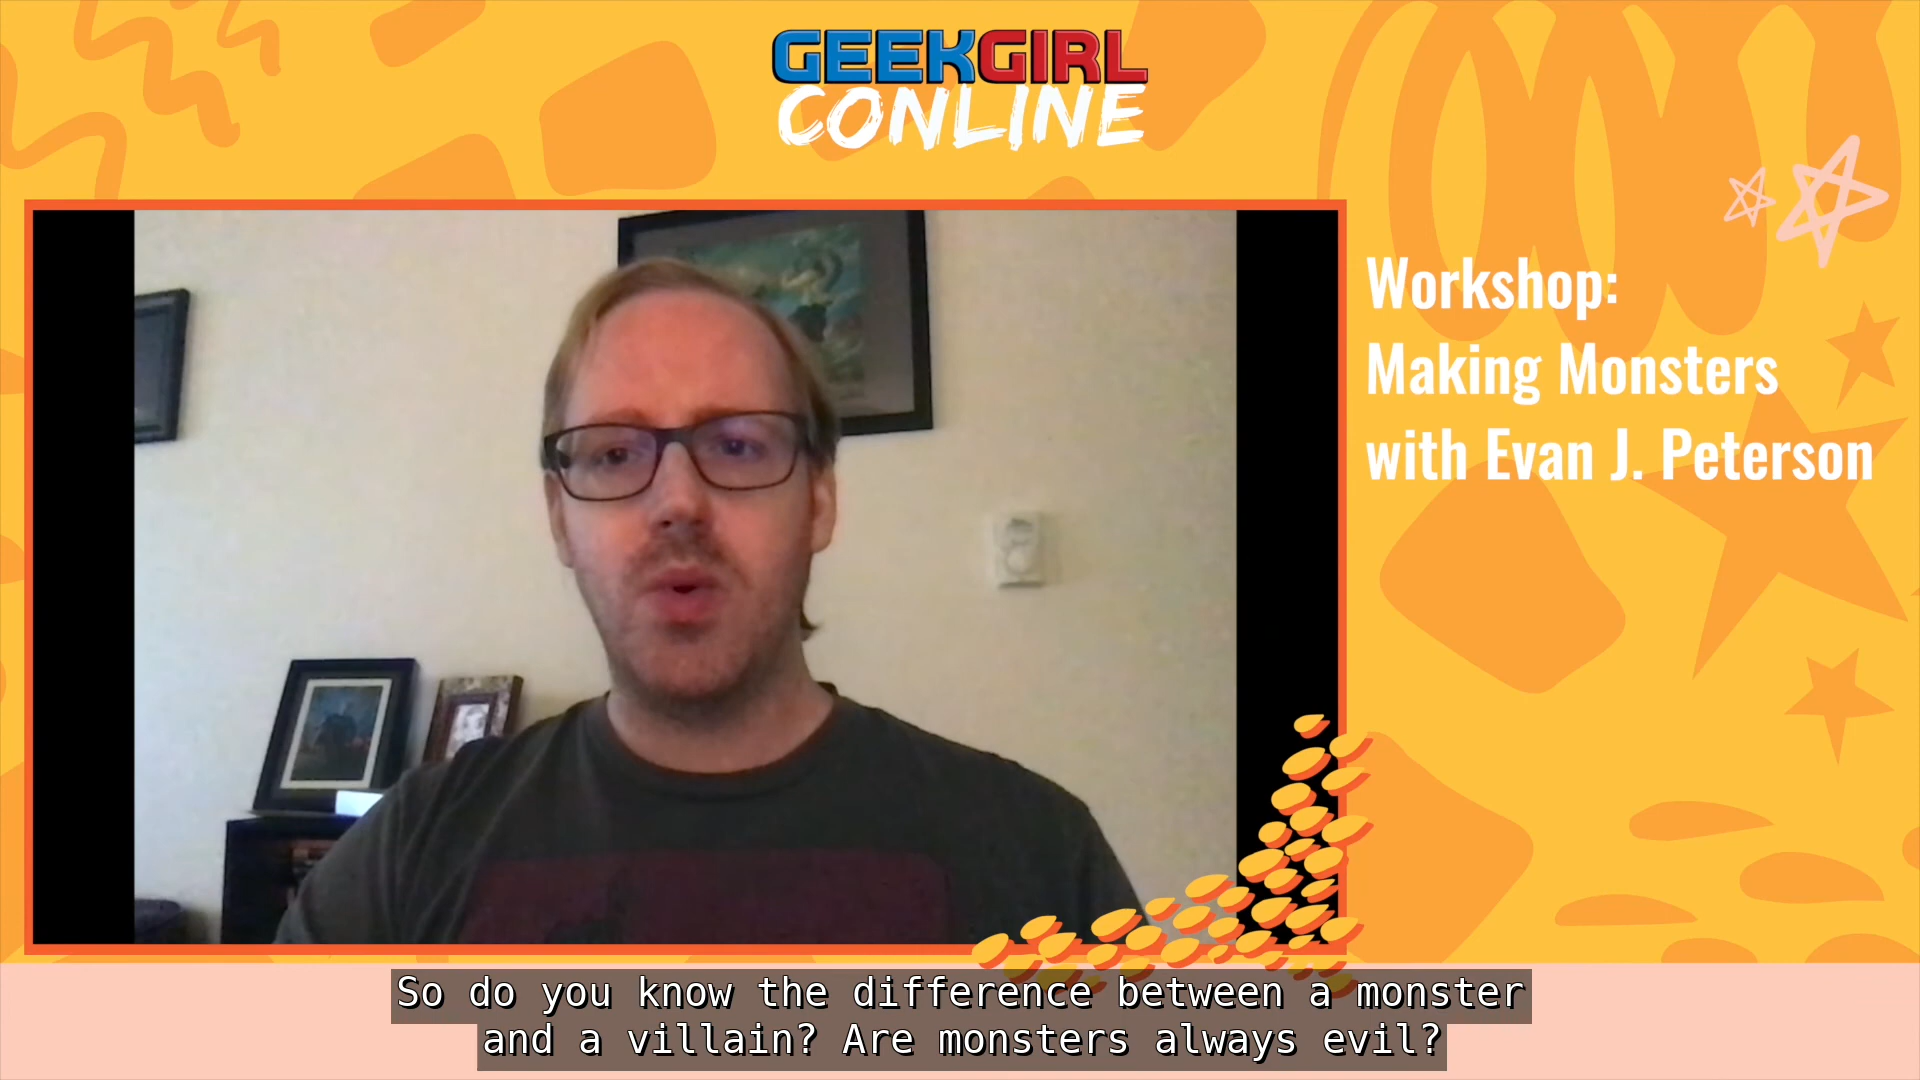 GEEKGIRL
CONLINE
Workshop:
Making Monsters
with Evan J. Peterson
So do you know the difference between a monster
and a villain? Are monsters always evil?